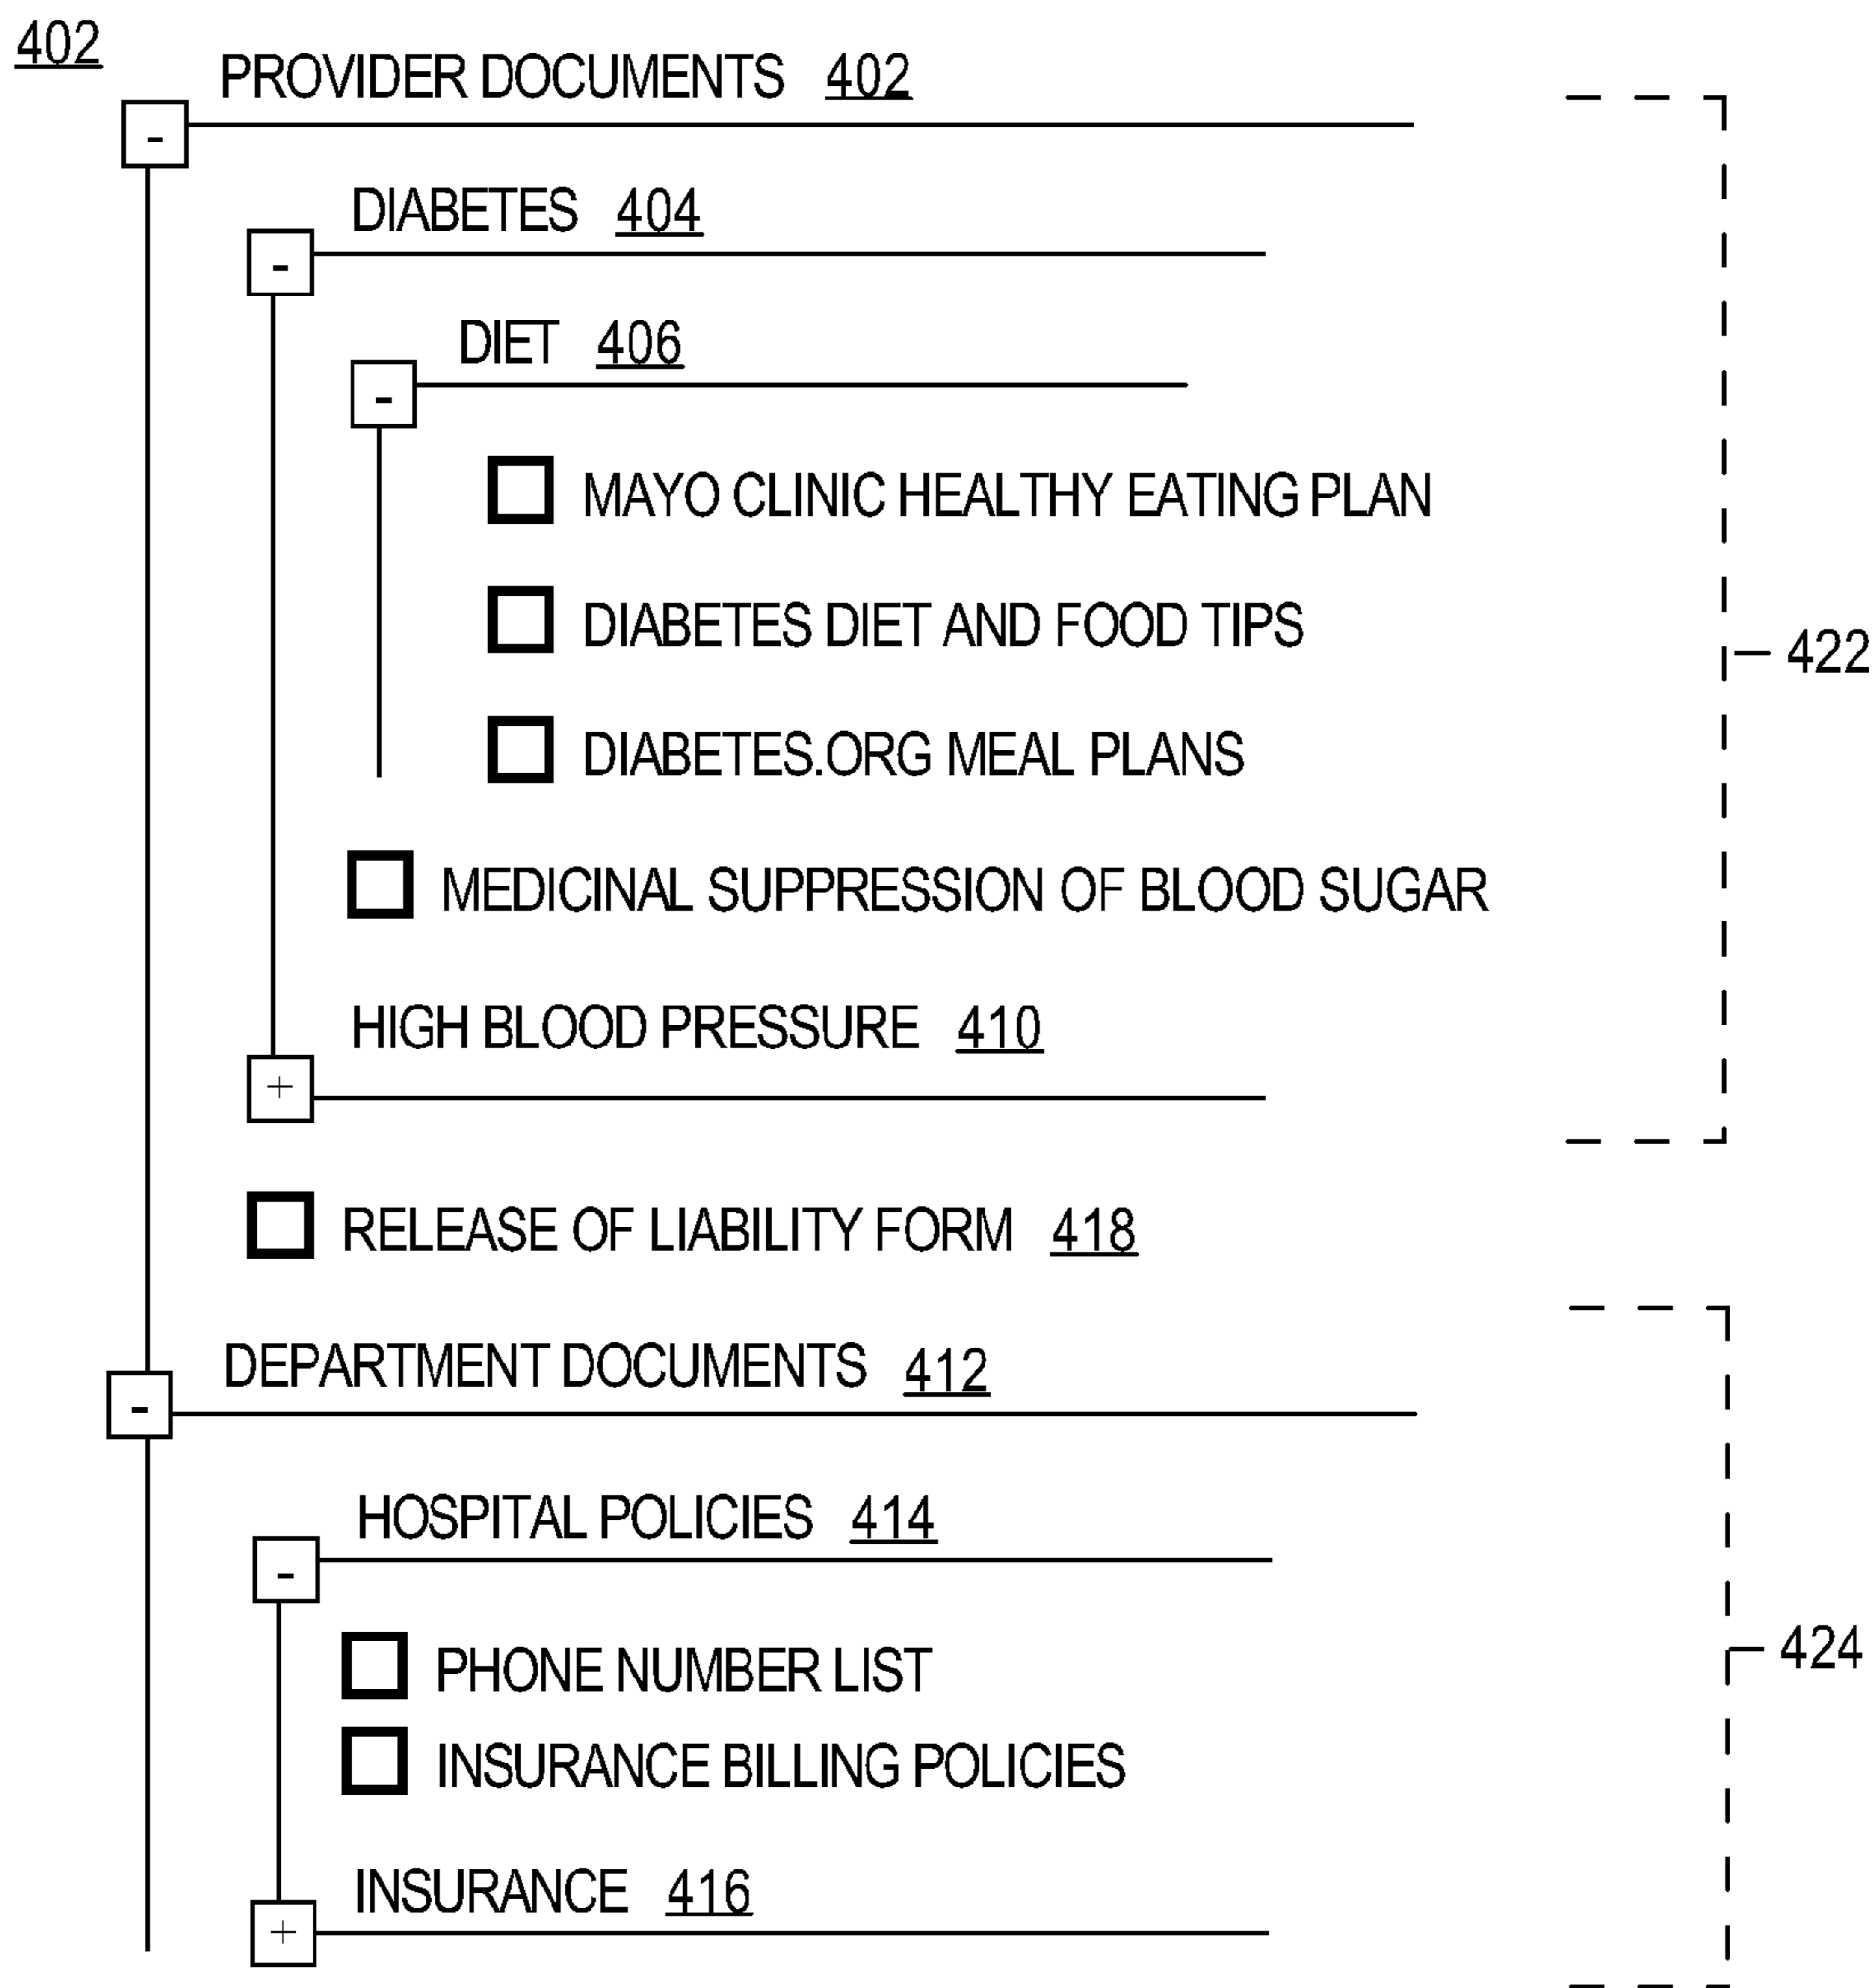 402
PROVIDER DOCUMENTS 402
-
DIABETES 404
-
DIET 406
-
MAYO CLINIC HEALTHY EATING PLAN
DIABETES DIET AND FOOD TIPS
422
DIABETES.ORG MEAL PLANS
MEDICINAL SUPPRESSION OF BLOOD SUGAR
HIGH BLOOD PRESSURE 410
+
RELEASE OF LIABILITY FORM 418
DEPARTMENT DOCUMENTS 412
-
HOSPITAL POLICIES 414
-
PHONE NUMBER LIST
424
INSURANCE BILLING POLICIES
INSURANCE 416
+